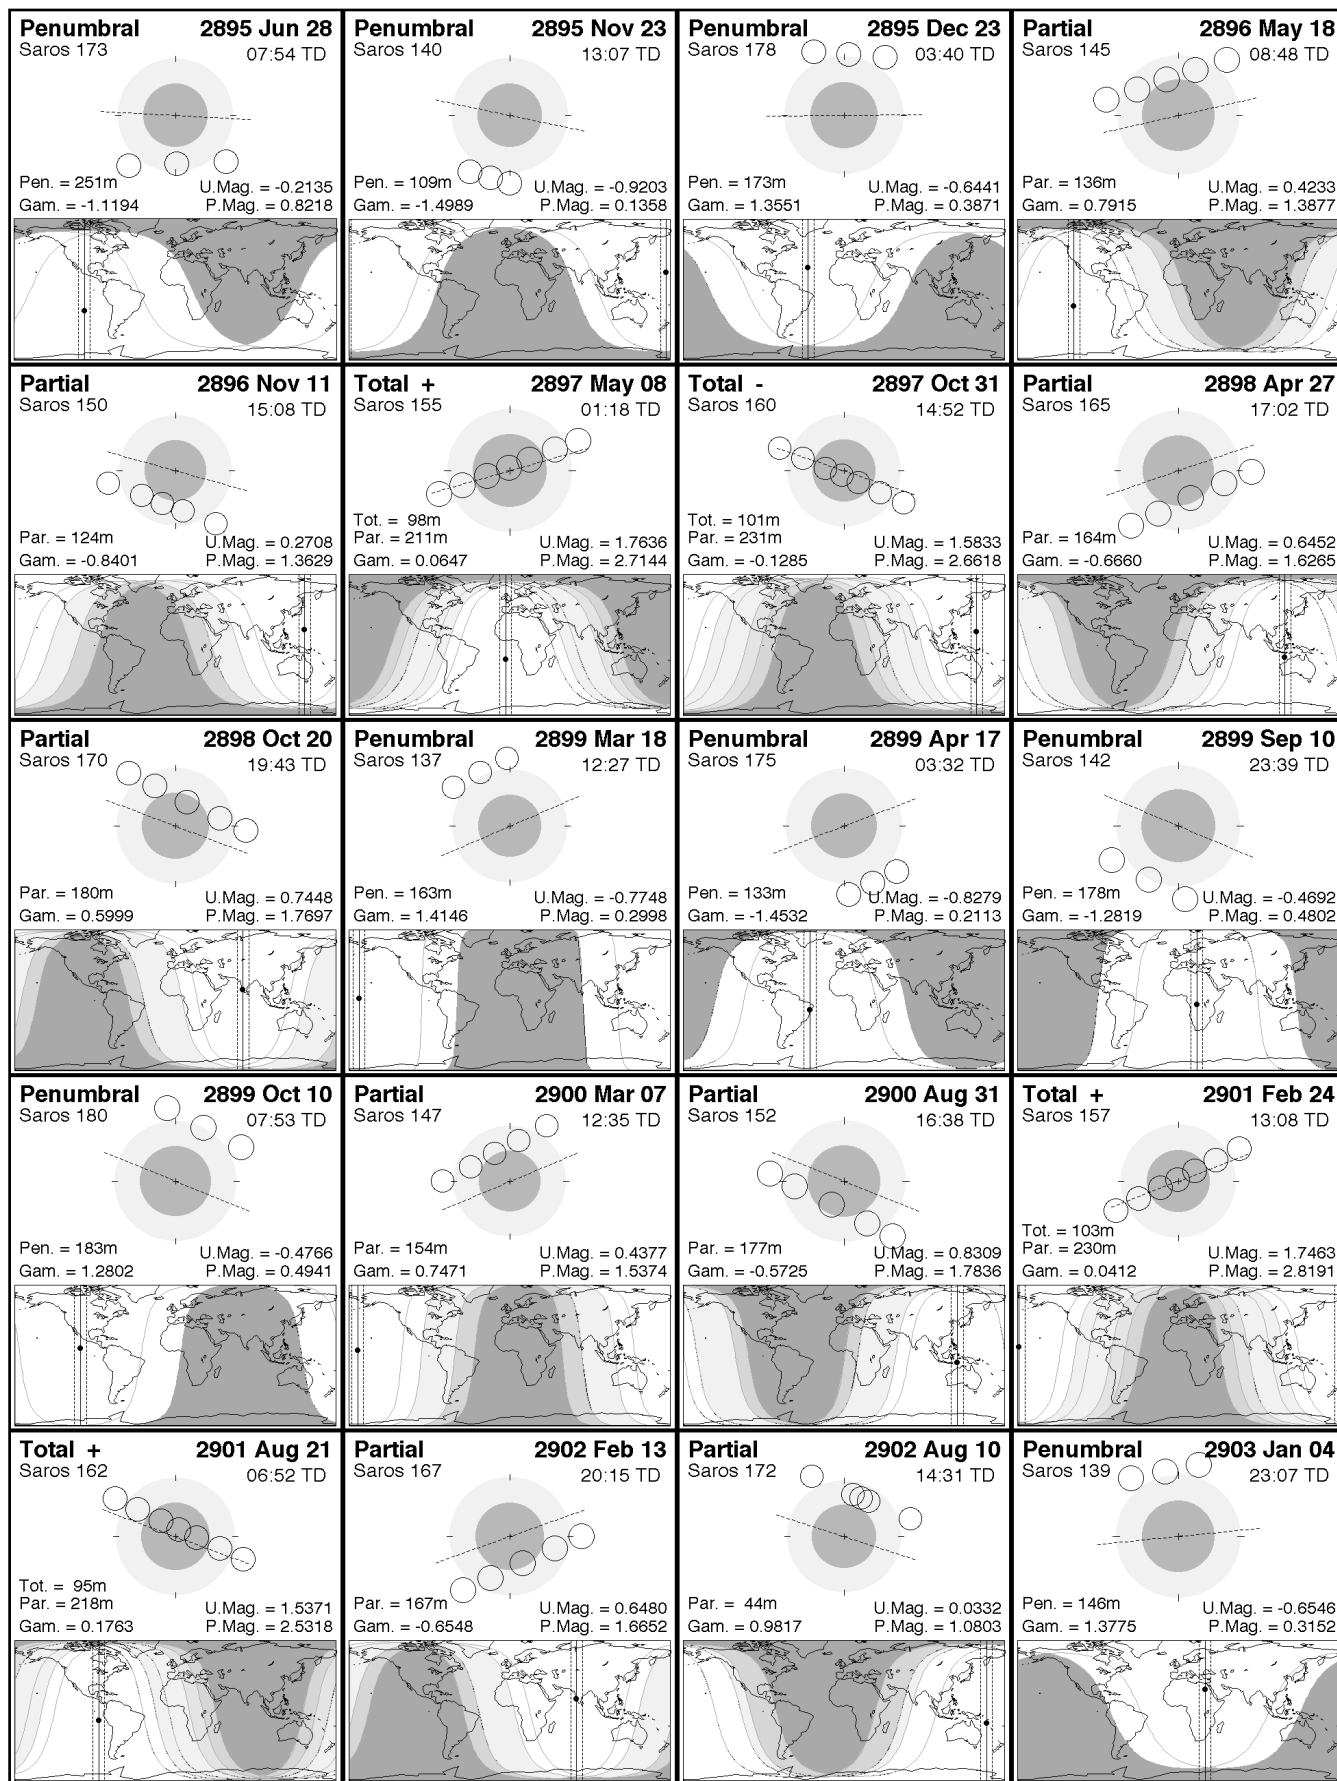 Penumbral 2895 Jun 28
Saros 173 07:54 TD
Pen. = 251m U.Mag. = -0.2135
Gam. = -1.1194 P.Mag. = 0.8218
Penumbral 2895 Nov 23
Saros 140 13:07 TD
Pen. = 109m U.Mag. = -0.9203
Gam. = -1.4989 P.Mag. = 0.1358
Penumbral 2895 Dec 23
Saros 178 03:40 TD
Pen. = 173m U.Mag. = -0.6441
Gam. = 1.3551 P.Mag. = 0.3871
Partial 2896 May 18
Saros 145 08:48 TD
Par. = 136m U.Mag. = 0.4233
Gam. = 0.7915 P.Mag. = 1.3877
Partial 2896 Nov 11
Saros 150 15:08 TD
Par. = 124m U.Mag. = 0.2708
Gam. = -0.8401 P.Mag. = 1.3629
Total + 2897 May 08
Saros 155 01:18 TD
Tot. = 98m
Par. = 211m U.Mag. = 1.7636
Gam. = 0.0647 P.Mag. = 2.7144
Total - 2897 Oct 31
Saros 160 14:52 TD
Tot. = 101m
Par. = 231m U.Mag. = 1.5833
Gam. = -0.1285 P.Mag. = 2.6618
Partial 2898 Apr 27
Saros 165 17:02 TD
Par. = 164m U.Mag. = 0.6452
Gam. = -0.6660 P.Mag. = 1.6265
Partial 2898 Oct 20
Saros 170 19:43 TD
Par. = 180m U.Mag. = 0.7448
Gam. = 0.5999 P.Mag. = 1.7697
Penumbral 2899 Mar 18
Saros 137 12:27 TD
Pen. = 163m U.Mag. = -0.7748
Gam. = 1.4146 P.Mag. = 0.2998
Penumbral 2899 Apr 17
Saros 175 03:32 TD
Pen. = 133m U.Mag. = -0.8279
Gam. = -1.4532 P.Mag. = 0.2113
Penumbral 2899 Sep 10
Saros 142 23:39 TD
Pen. = 178m U.Mag. = -0.4692
Gam. = -1.2819 P.Mag. = 0.4802
Penumbral 2899 Oct 10
Saros 180 07:53 TD
Pen. = 183m U.Mag. = -0.4766
Gam. = 1.2802 P.Mag. = 0.4941
Partial 2900 Mar 07
Saros 147 12:35 TD
Par. = 154m U.Mag. = 0.4377
Gam. = 0.7471 P.Mag. = 1.5374
Partial 2900 Aug 31
Saros 152 16:38 TD
Par. = 177m U.Mag. = 0.8309
Gam. = -0.5725 P.Mag. = 1.7836
Total + 2901 Feb 24
Saros 157 13:08 TD
Tot. = 103m
Par. = 230m U.Mag. = 1.7463
Gam. = 0.0412 P.Mag. = 2.8191
Total + 2901 Aug 21
Saros 162 06:52 TD
Tot. = 95m
Par. = 218m U.Mag. = 1.5371
Gam. = 0.1763 P.Mag. = 2.5318
Partial 2902 Feb 13
Saros 167 20:15 TD
Par. = 167m U.Mag. = 0.6480
Gam. = -0.6548 P.Mag. = 1.6652
Partial 2902 Aug 10
Saros 172 14:31 TD
Par. = 44m U.Mag. = 0.0332
Gam. = 0.9817 P.Mag. = 1.0803
Penumbral 2903 Jan 04
Saros 139 23:07 TD
Pen. = 146m U.Mag. = -0.6546
Gam. = 1.3775 P.Mag. = 0.3152